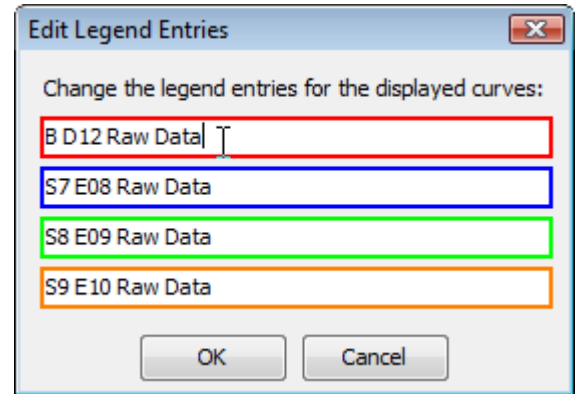 Edit Legend Entries
Change the legend entries for the displayed curves:
B D12 Raw Data
S7 E08 Raw Data
S8 E09 Raw Data
S9 E10 Raw Data
OK Cancel